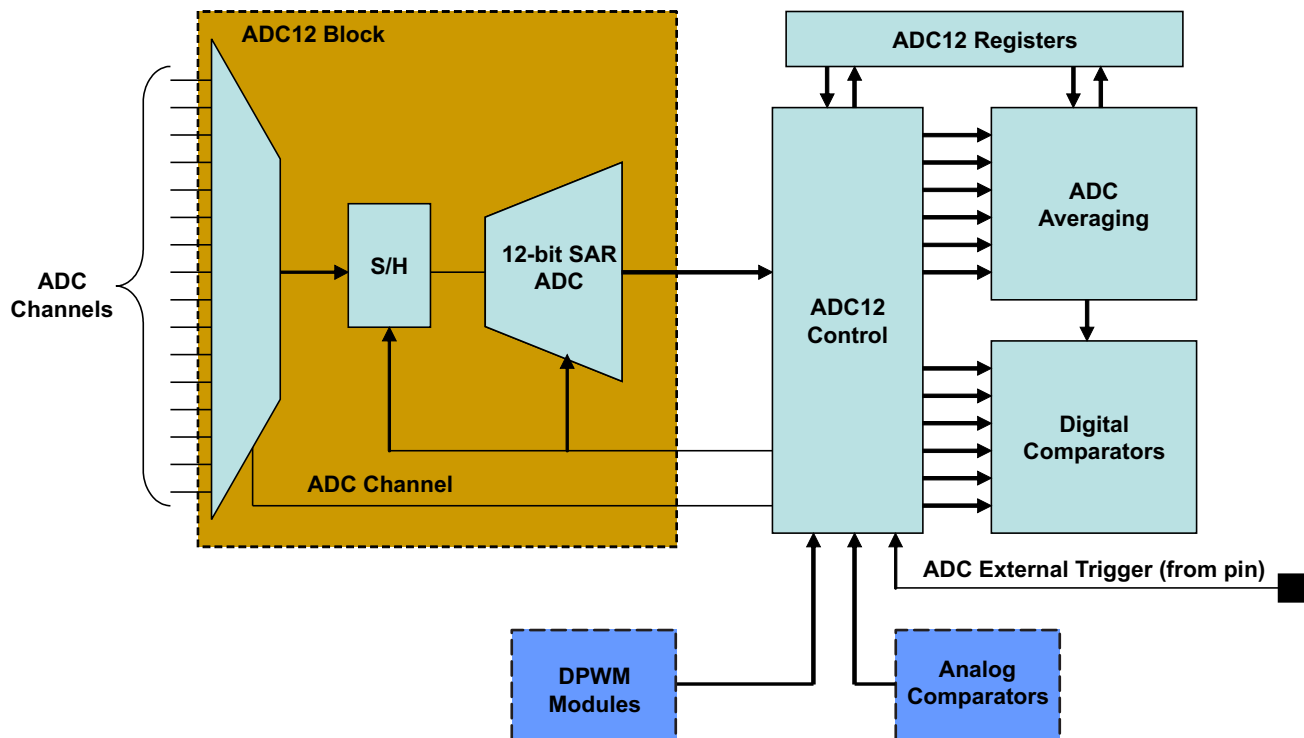 ADC12 Block
ADC12 Registers
ADC
Channels
S/H
12-bit SAR
ADC
ADC12
Control
ADC
Averaging
Digital
Comparators
ADC Channel
ADC External Trigger (from pin)
DPWM
Modules
Analog
Comparators